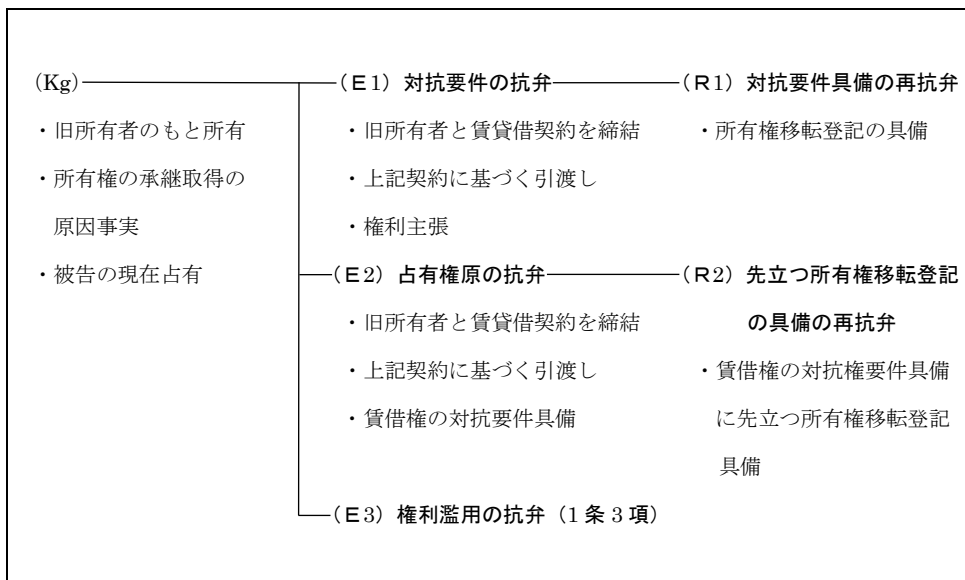 (Kg) (E1) 対抗要件の抗弁 (R1) 対抗要件具備の再抗弁
・旧所有者のもと所有 ・旧所有者と賃貸借契約を締結 ・所有権移転登記の具備
・所有権の承継取得の ・上記契約に基づく引渡し
原因事実 ・権利主張
・被告の現在占有 (E2) 占有権原の抗弁 (R2) 先立つ所有権移転登記
・旧所有者と賃貸借契約を締結 の具備の再抗弁
・上記契約に基づく引渡し ・賃借権の対抗権要件具備
・賃借権の対抗要件具備 に先立つ所有権移転登記
具備
(E3) 権利濫用の抗弁 (1条3項)